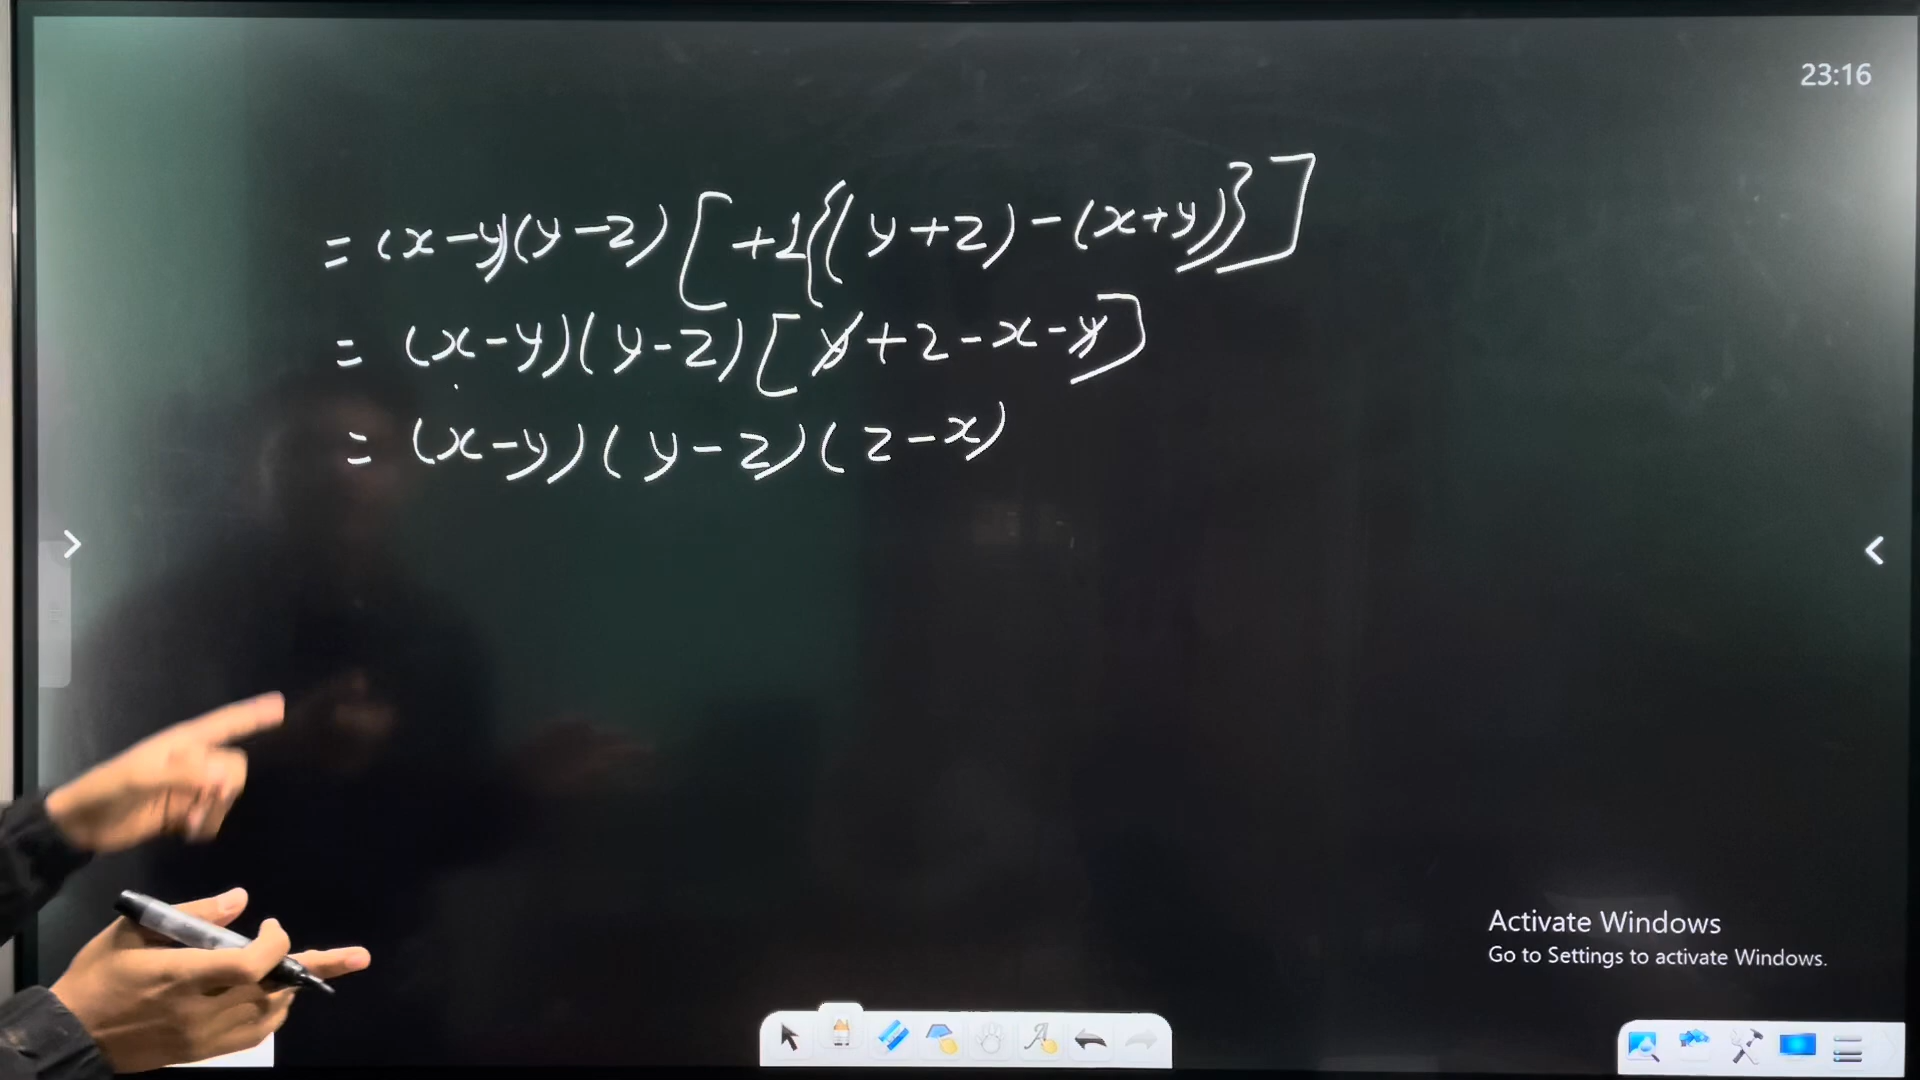 23:16
= (x-y)(y-z) [ +1{(y+z)-(x+y)} ]
= (x-y)(y-z) [ y+z-x-y ]
= (x-y)(y-z)(z-x)
Activate Windows
Go to Settings to activate Windows.